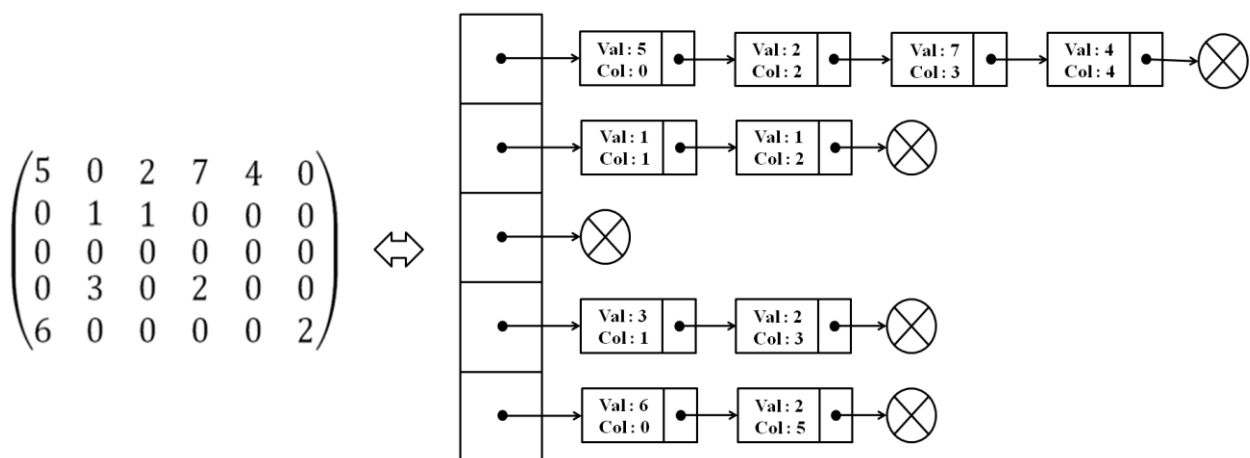 5 0 2 7 4 0
0 1 1 0 0 0
0 0 0 0 0 0
0 3 0 2 0 0
6 0 0 0 0 2
Val: 5
Col: 0
Val: 2
Col: 2
Val: 7
Col: 3
Val: 4
Col: 4
Val: 1
Col: 1
Val: 1
Col: 2
Val: 3
Col: 1
Val: 2
Col: 3
Val: 6
Col: 0
Val: 2
Col: 5